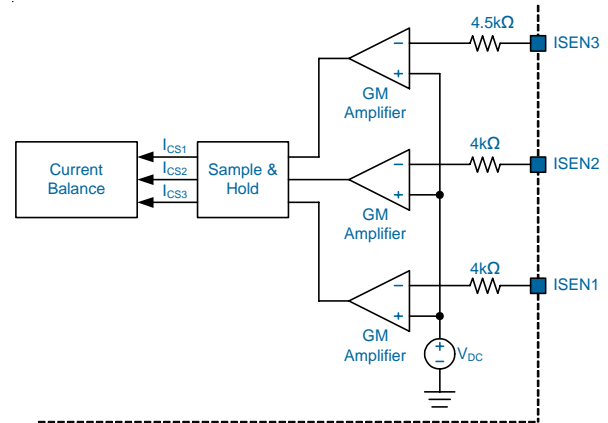 4.5kΩ
ISEN3
−
+
GM
Amplifier
ICS1
ICS2
ICS3
Current
Balance
Sample &
Hold
4kΩ
ISEN2
−
+
GM
Amplifier
4kΩ
ISEN1
−
+
GM
Amplifier
+
−
VDC